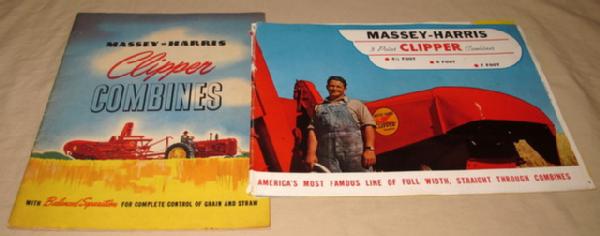 MASSEY-HARRIS
Clipper
COMBINES
WITH Balanced Separation FOR COMPLETE CONTROL OF GRAIN AND STRAW
MASSEY-HARRIS
3 Point CLIPPER Combines
6 FOOT
7 FOOT
CLIPPER
AMERICA'S MOST FAMOUS LINE OF FULL WIDTH, STRAIGHT THROUGH COMBINES